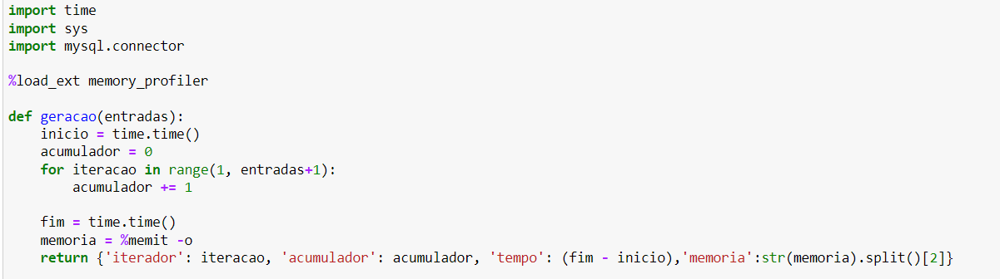 import time
import sys
import mysql.connector

%load_ext memory_profiler

def geracao(entradas):
    inicio = time.time()
    acumulador = 0
    for iteracao in range(1, entradas+1):
        acumulador += 1

    fim = time.time()
    memoria = %memit -o
    return {'iterador': iteracao, 'acumulador': acumulador, 'tempo': (fim - inicio),'memoria':str(memoria).split()[2]}